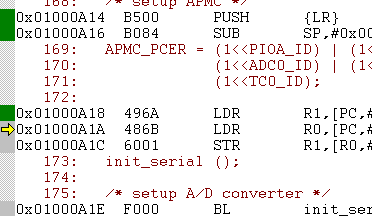 168:     /* setup APMC */
0x01000A14  B500      PUSH     {LR}
0x01000A16  B084      SUB      SP,#0x0
169:     APMC_PCER = (1<<PIOA_ID) | (1<
170:                 (1<<ADC0_ID) | (1<
171:                 (1<<TC0_ID);
172:
0x01000A18  496A      LDR      R1,[PC,#
0x01000A1A  486B      LDR      R0,[PC,#
0x01000A1C  6001      STR      R1,[R0,#
173:     init_serial ();
174:
175:     /* setup A/D converter */
0x01000A1E  F000      BL       init_se